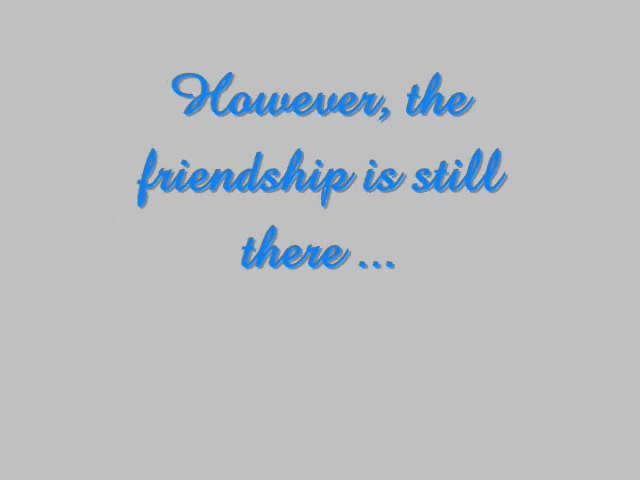 However, the
friendship is still
there ...